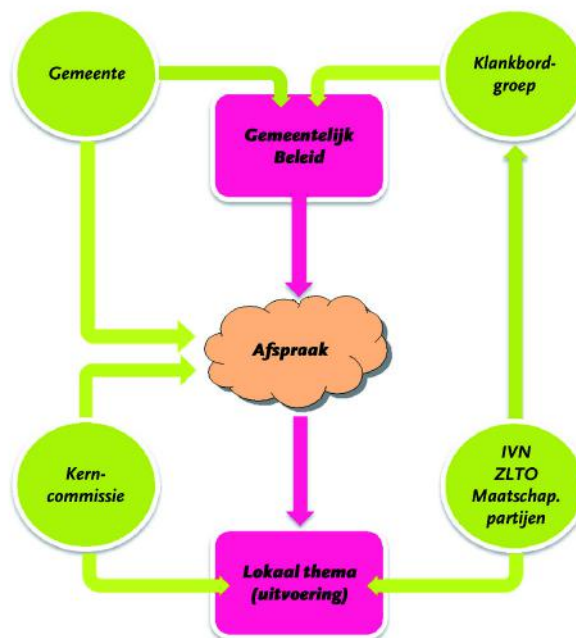 Gemeente
Klankbord-
groep
Gemeentelijk
Beleid
Afspraak
Kern-
commissie
IVN
ZLTO
Maatschap.
partijen
Lokaal thema
(uitvoering)